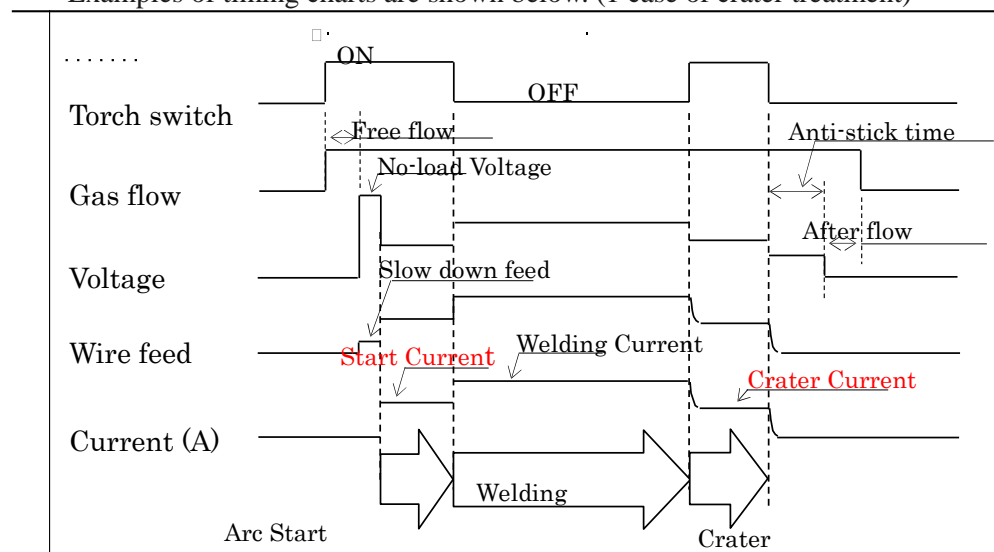 Examples of timing charts are shown below. (1 case of crater treatment)
. . . . . . .
ON
OFF
Torch switch
Free flow
Anti-stick time
No-load Voltage
Gas flow
After flow
Slow down feed
Voltage
Wire feed
Start Current
Welding Current
Crater Current
Current (A)
Welding
Arc Start
Crater